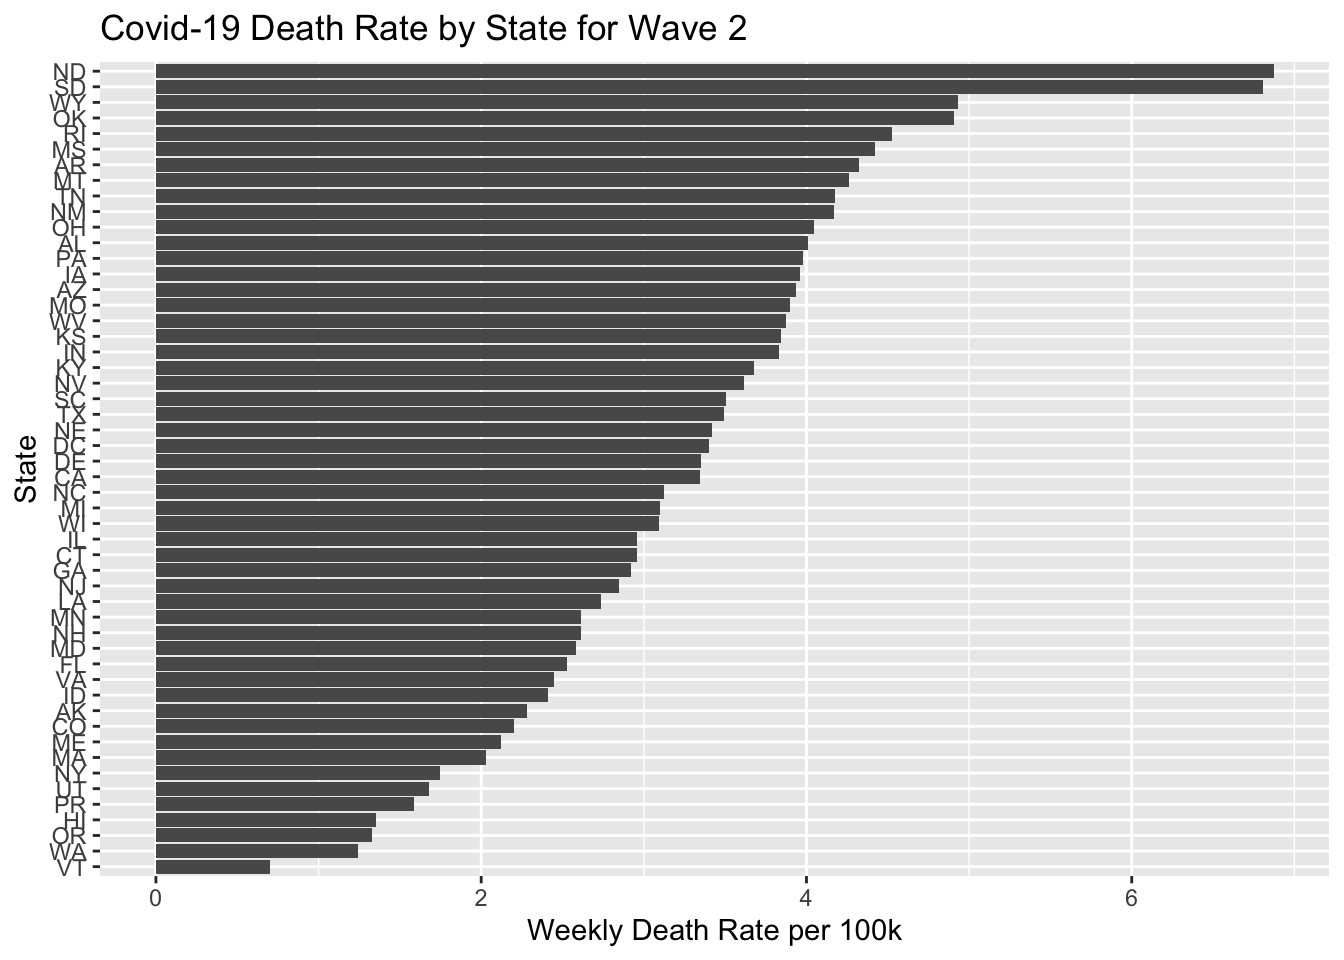 Covid-19 Death Rate by State for Wave 2
ND
SD
WY
OK
RI
MS
AR
MT
TN
NM
OH
AL
PA
IA
AZ
MO
WV
KS
IN
KY
NV
SC
TX
NE
DC
DE
CA
NC
MI
WI
IL
CT
GA
NJ
LA
MN
NH
MD
FL
VA
ID
AK
CO
ME
MA
NY
UT
PR
HI
OR
WA
VT
State
0 2 4 6
Weekly Death Rate per 100k